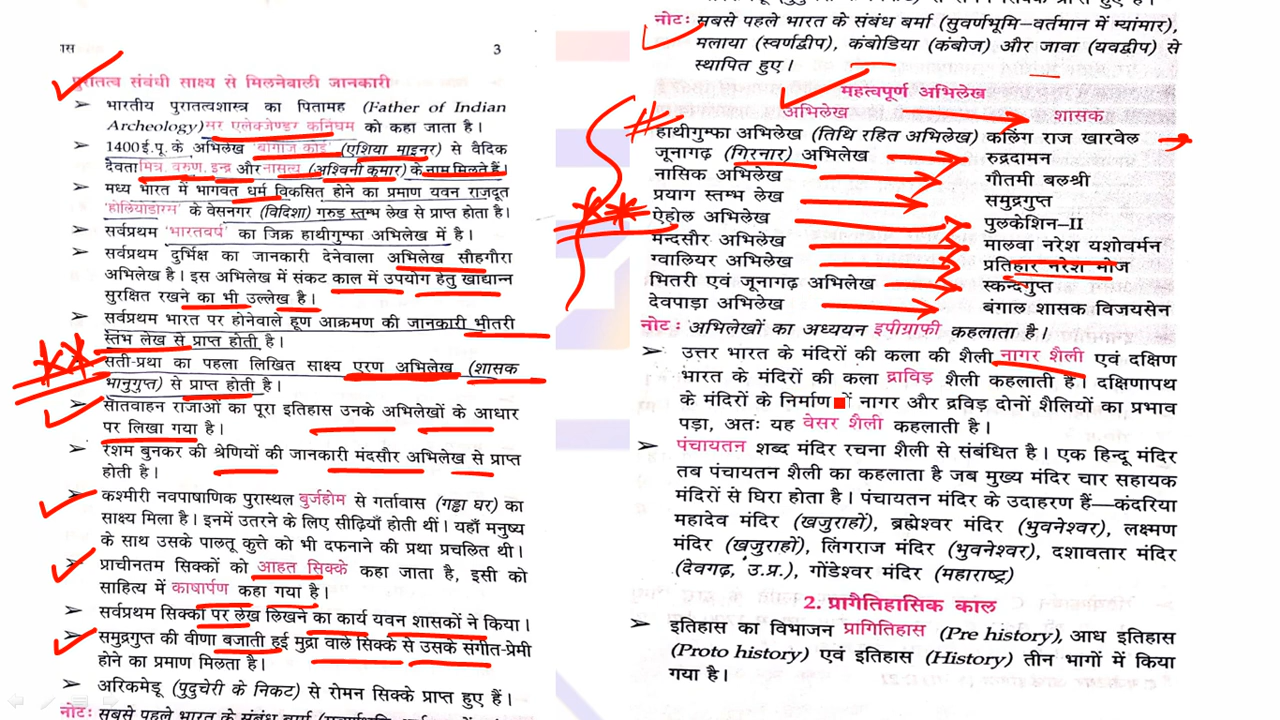 ास
3
पुरातत्व संबंधी साक्ष्य से मिलनेवाली जानकारी
➢ भारतीय पुरातत्वशास्त्र का पितामह (Father of Indian
Archeology) सर एलेक्जेण्डर कनिंघम को कहा जाता है।
➢ 1400 ई.पू. के अभिलेख 'बोगाज कोई' (एशिया माइनर) से वैदिक
देवता मित्र, वरुण, इन्द्र और नासत्य (अश्विनी कुमार) के नाम मिलते हैं।
➢ मध्य भारत में भागवत धर्म विकसित होने का प्रमाण यवन राजदूत
'होलियोडोरस' के वेसनगर (विदिशा) गरुड़ स्तम्भ लेख से प्राप्त होता है।
➢ सर्वप्रथम 'भारतवर्ष' का जिक्र हाथीगुम्फा अभिलेख में है।
➢ सर्वप्रथम दुर्भिक्ष का जानकारी देनेवाला अभिलेख सौहगौरा
अभिलेख है। इस अभिलेख में संकट काल में उपयोग हेतु खाद्यान्न
सुरक्षित रखने का भी उल्लेख है।
➢ सर्वप्रथम भारत पर होनेवाले हूण आक्रमण की जानकारी भीतरी
स्तंभ लेख से प्राप्त होती है।
➢ सती-प्रथा का पहला लिखित साक्ष्य एरण अभिलेख (शासक
भानुगुप्त) से प्राप्त होती है।
➢ सातवाहन राजाओं का पूरा इतिहास उनके अभिलेखों के आधार
पर लिखा गया है।
➢ रेशम बुनकर की श्रेणियों की जानकारी मंदसौर अभिलेख से प्राप्त
होती है।
➢ कश्मीरी नवपाषाणिक पुरास्थल बुर्जहोम से गर्तावास (गड्ढा घर) का
साक्ष्य मिला है। इनमें उतरने के लिए सीढ़ियाँ होती थीं। यहाँ मनुष्य
के साथ उसके पालतू कुत्ते को भी दफनाने की प्रथा प्रचलित थी।
➢ प्राचीनतम सिक्कों को आहत सिक्के कहा जाता है, इसी को
साहित्य में काषार्पण कहा गया है।
➢ सर्वप्रथम सिक्कों पर लेख लिखने का कार्य यवन शासकों ने किया।
➢ समुद्रगुप्त की वीणा बजाती हुई मुद्रा वाले सिक्के से उसके संगीत-प्रेमी
होने का प्रमाण मिलता है।
➢ अरिकमेडू (पुदुचेरी के निकट) से रोमन सिक्के प्राप्त हुए हैं।
नोट: सबसे पहले भारत के संबंध बर्मा
नोट: सबसे पहले भारत के संबंध बर्मा (सुवर्णभूमि–वर्तमान में म्यांमार),
मलाया (स्वर्णद्वीप), कंबोडिया (कंबोज) और जावा (यवद्वीप) से
स्थापित हुए।
महत्वपूर्ण अभिलेख
अभिलेख शासक
हाथीगुम्फा अभिलेख (तिथि रहित अभिलेख) कलिंग राज खारवेल
जूनागढ़ (गिरनार) अभिलेख रुद्रदामन
नासिक अभिलेख गौतमी बलश्री
प्रयाग स्तम्भ लेख समुद्रगुप्त
ऐहोल अभिलेख पुलकेशिन–II
मन्दसौर अभिलेख मालवा नरेश यशोवर्मन
ग्वालियर अभिलेख प्रतिहार नरेश भोज
भितरी एवं जूनागढ़ अभिलेख स्कन्दगुप्त
देवपाड़ा अभिलेख बंगाल शासक विजयसेन
नोट: अभिलेखों का अध्ययन इपीग्राफी कहलाता है।
➢ उत्तर भारत के मंदिरों की कला की शैली नागर शैली एवं दक्षिण
भारत के मंदिरों की कला द्राविड़ शैली कहलाती है। दक्षिणापथ
के मंदिरों के निर्माण में नागर और द्रविड़ दोनों शैलियों का प्रभाव
पड़ा, अतः यह वेसर शैली कहलाती है।
➢ पंचायतन शब्द मंदिर रचना शैली से संबंधित है। एक हिन्दू मंदिर
तब पंचायतन शैली का कहलाता है जब मुख्य मंदिर चार सहायक
मंदिरों से घिरा होता है। पंचायतन मंदिर के उदाहरण हैं—कंदरिया
महादेव मंदिर (खजुराहो), ब्रह्मेश्वर मंदिर (भुवनेश्वर), लक्ष्मण
मंदिर (खजुराहो), लिंगराज मंदिर (भुवनेश्वर), दशावतार मंदिर
(देवगढ़, उ.प्र.), गोंडेश्वर मंदिर (महाराष्ट्र)
2. प्रागैतिहासिक काल
➢ इतिहास का विभाजन प्रागितिहास (Pre history), आध इतिहास
(Proto history) एवं इतिहास (History) तीन भागों में किया
गया है।